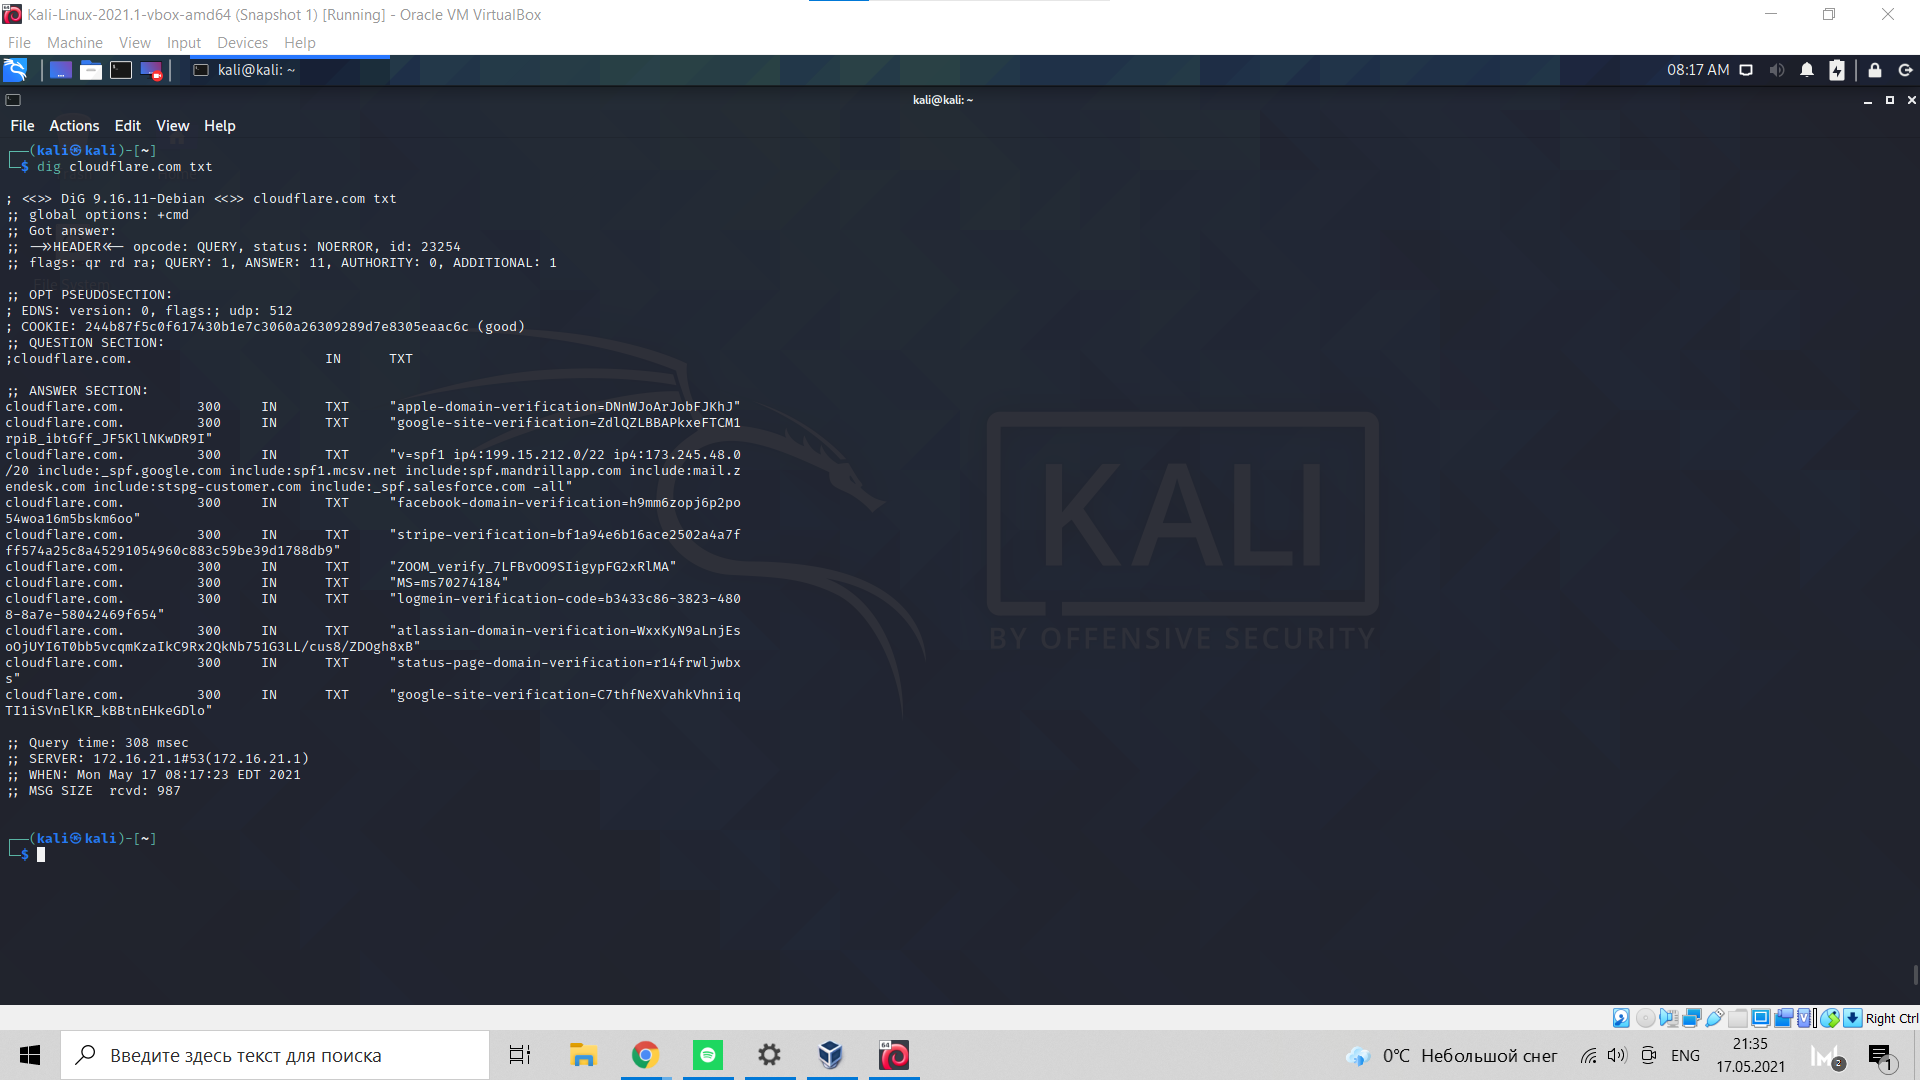 Kali-Linux-2021.1-vbox-amd64 (Snapshot 1) [Running] - Oracle VM VirtualBox
File Machine View Input Devices Help
kali@kali: ~
08:17 AM
kali@kali: ~
File Actions Edit View Help
(kali㉿kali)-[~]
$ dig cloudflare.com txt
; <<>> DiG 9.16.11-Debian <<>> cloudflare.com txt
;; global options: +cmd
;; Got answer:
;; ->>HEADER<<- opcode: QUERY, status: NOERROR, id: 23254
;; flags: qr rd ra; QUERY: 1, ANSWER: 11, AUTHORITY: 0, ADDITIONAL: 1
;; OPT PSEUDOSECTION:
; EDNS: version: 0, flags:; udp: 512
; COOKIE: 244b87f5c0f617430b1e7c3060a26309289d7e8305eaac6c (good)
;; QUESTION SECTION:
;cloudflare.com. IN TXT
;; ANSWER SECTION:
cloudflare.com. 300 IN TXT "apple-domain-verification=DNnWJoArJobFJKhJ"
cloudflare.com. 300 IN TXT "google-site-verification=ZdlQZLBBAPkxeFTCM1
rpiB_ibtGff_JF5KllNKwDR9I"
cloudflare.com. 300 IN TXT "v=spf1 ip4:199.15.212.0/22 ip4:173.245.48.0
/20 include:_spf.google.com include:spf1.mcsv.net include:spf.mandrillapp.com include:mail.z
endesk.com include:stspg-customer.com include:_spf.salesforce.com -all"
cloudflare.com. 300 IN TXT "facebook-domain-verification=h9mm6zopj6p2po
54woa16m5bskm6oo"
cloudflare.com. 300 IN TXT "stripe-verification=bf1a94e6b16ace2502a4a7f
ff574a25c8a45291054960c883c59be39d1788db9"
cloudflare.com. 300 IN TXT "ZOOM_verify_7LFBvOO9SIigypFG2xRlMA"
cloudflare.com. 300 IN TXT "MS=ms70274184"
cloudflare.com. 300 IN TXT "logmein-verification-code=b3433c86-3823-480
8-8a7e-58042469f654"
cloudflare.com. 300 IN TXT "atlassian-domain-verification=WxxKyN9aLnjEs
oOjUYI6T0bb5vcqmKzaIkC9Rx2QkNb751G3LL/cus8/ZDOgh8xB"
cloudflare.com. 300 IN TXT "status-page-domain-verification=r14frwljwbx
s"
cloudflare.com. 300 IN TXT "google-site-verification=C7thfNeXVahkVhniiq
TI1iSVnElKR_kBBtnEHkeGDlo"
;; Query time: 308 msec
;; SERVER: 172.16.21.1#53(172.16.21.1)
;; WHEN: Mon May 17 08:17:23 EDT 2021
;; MSG SIZE rcvd: 987
(kali㉿kali)-[~]
$
KALI
BY OFFENSIVE SECURITY
Right Ctrl
Введите здесь текст для поиска
64
0°C Небольшой снег
ENG
21:35
17.05.2021
2
1